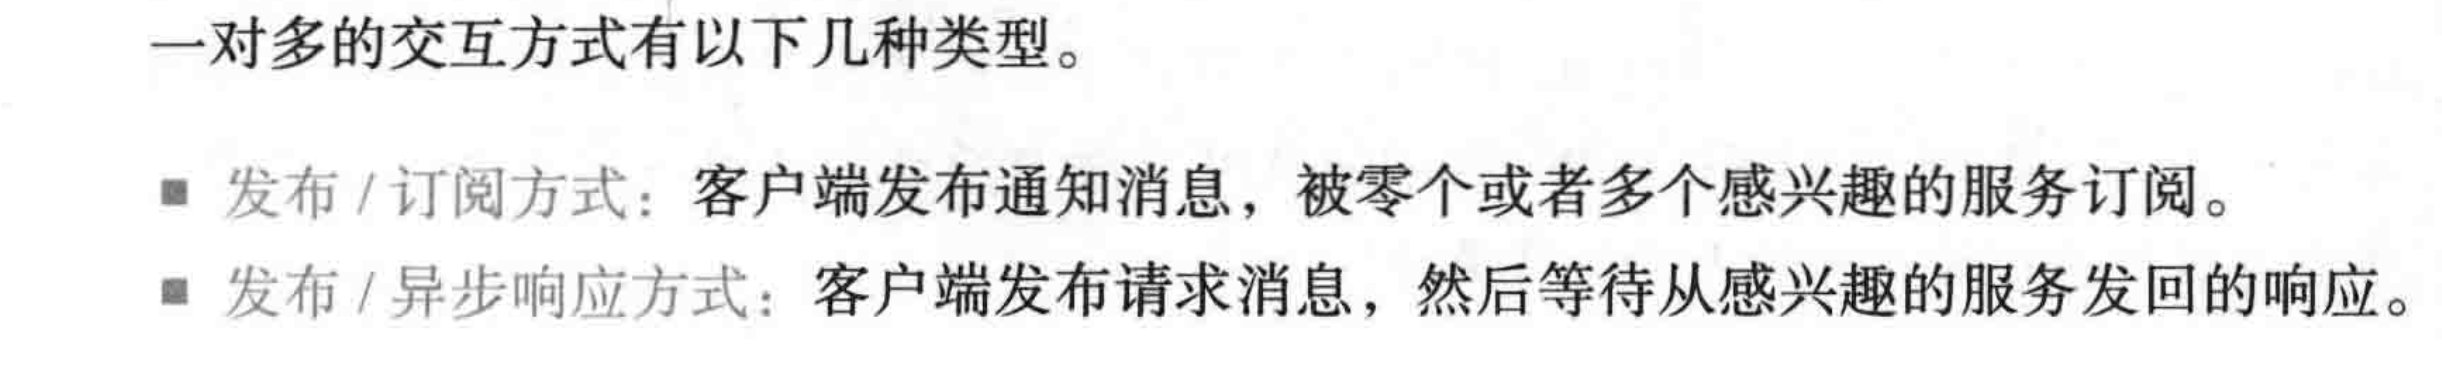 一对多的交互方式有以下几种类型。
■ 发布 / 订阅方式：客户端发布通知消息，被零个或者多个感兴趣的服务订阅。
■ 发布 / 异步响应方式：客户端发布请求消息，然后等待从感兴趣的服务发回的响应。